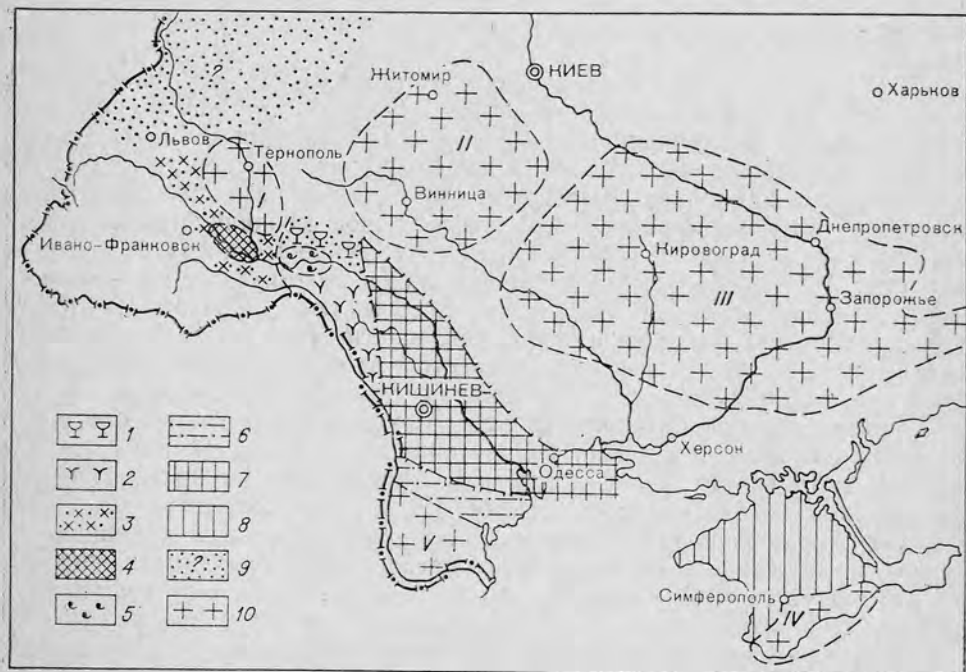 КИЕВ
Житомир
Харьков
?
Львов
Тернополь
II
Винница
I
Ивано-Франковск
Днепропетровск
Кировоград
Запорожье
III
КИШИНЕВ
Херсон
Одесса
V
Симферополь
IV
1
2
3
4
5
6
7
8
? 9
10